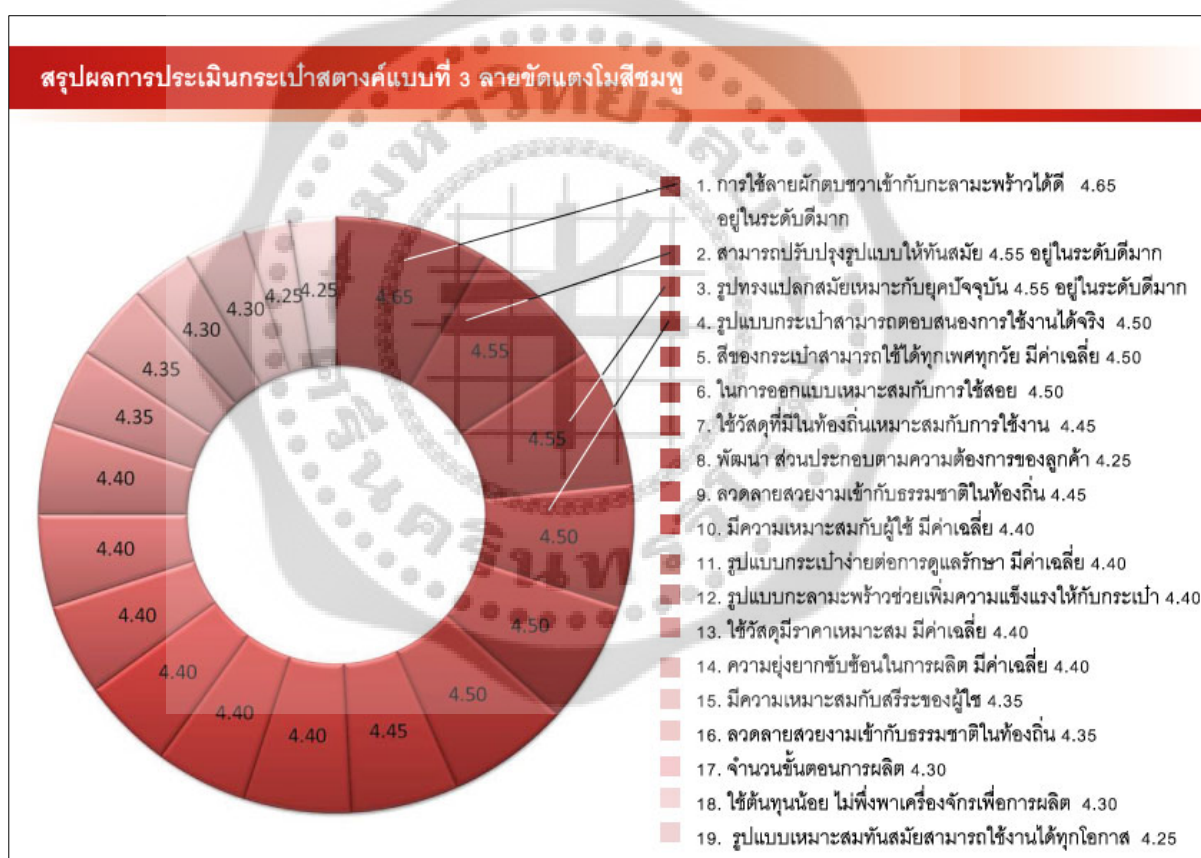 สรุปผลการประเมินกระเป๋าสตางค์แบบที่ 3 ลายขัดแตงโมสีชมพู
1. การใช้ลายผักตบชวาเข้ากับกะลามะพร้าวได้ดี 4.65
อยู่ในระดับดีมาก
2. สามารถปรับปรุงรูปแบบให้ทันสมัย 4.55 อยู่ในระดับดีมาก
3. รูปทรงแปลกสมัยเหมาะกับยุคปัจจุบัน 4.55 อยู่ในระดับดีมาก
4. รูปแบบกระเป๋าสามารถตอบสนองการใช้งานได้จริง 4.50
5. สีของกระเป๋าสามารถใช้ได้ทุกเพศทุกวัย มีค่าเฉลี่ย 4.50
6. ในการออกแบบเหมาะสมกับการใช้สอย 4.50
7. ใช้วัสดุที่มีในท้องถิ่นเหมาะสมกับการใช้งาน 4.45
8. พัฒนา ส่วนประกอบตามความต้องการของลูกค้า 4.25
9. ลวดลายสวยงามเข้ากับธรรมชาติในท้องถิ่น 4.45
10. มีความเหมาะสมกับผู้ใช้ มีค่าเฉลี่ย 4.40
11. รูปแบบกระเป๋าง่ายต่อการดูแลรักษา มีค่าเฉลี่ย 4.40
12. รูปแบบกะลามะพร้าวช่วยเพิ่มความแข็งแรงให้กับกระเป๋า 4.40
13. ใช้วัสดุมีราคาเหมาะสม มีค่าเฉลี่ย 4.40
14. ความยุ่งยากซับซ้อนในการผลิต มีค่าเฉลี่ย 4.40
15. มีความเหมาะสมกับสรีระของผู้ใช 4.35
16. ลวดลายสวยงามเข้ากับธรรมชาติในท้องถิ่น 4.35
17. จำนวนขั้นตอนการผลิต 4.30
18. ใช้ต้นทุนน้อย ไม่พึ่งพาเครื่องจักรเพื่อการผลิต 4.30
19. รูปแบบเหมาะสมทันสมัยสามารถใช้งานได้ทุกโอกาส 4.25
4.65
4.55
4.55
4.50
4.50
4.50
4.45
4.40
4.40
4.40
4.40
4.40
4.40
4.35
4.35
4.30
4.30
4.25
4.25
มหาวิทยาลัย
ศรีนครินทรวิโรฒ